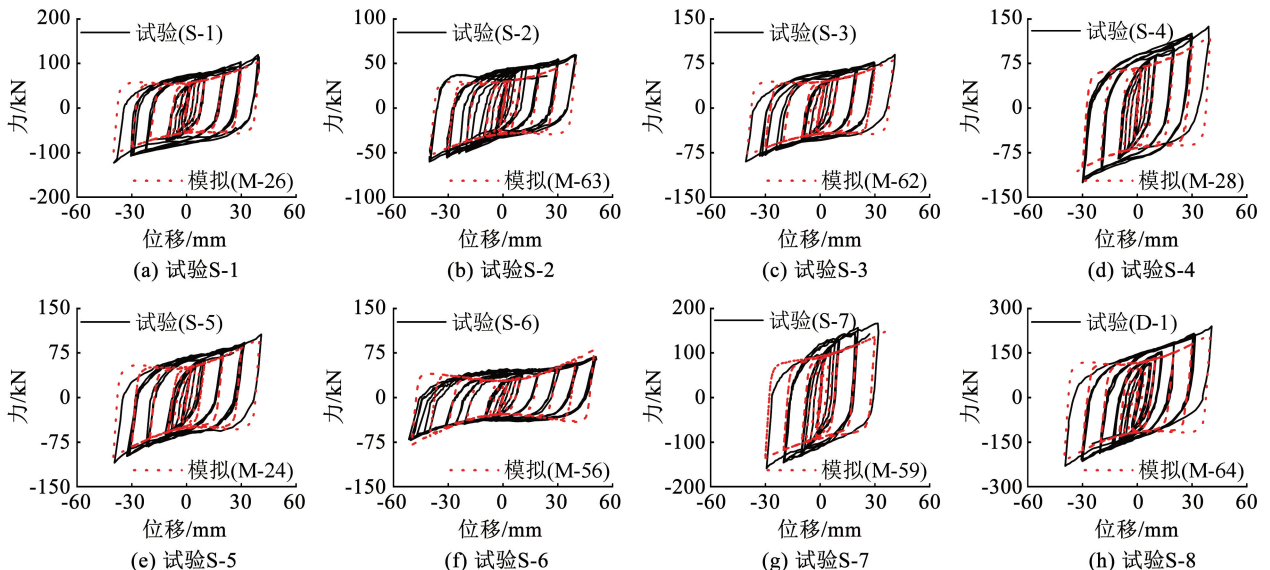 200
100
0
-100
-200
力/kN
试验(S-1)
模拟(M-26)
-60 -30 0 30 60
位移/mm
(a) 试验S-1
100
50
0
-50
100
力/kN
试验(S-2)
模拟(M-63)
-60 -30 0 30 60
位移/mm
(b) 试验S-2
150
75
0
-75
-150
力/kN
试验(S-3)
模拟(M-62)
-60 -30 0 30 60
位移/mm
(c) 试验S-3
150
75
0
-75
-150
力/kN
试验(S-4)
模拟(M-28)
-60 -30 0 30 60
位移/mm
(d) 试验S-4
150
75
0
-75
-150
力/kN
试验(S-5)
模拟(M-24)
-60 -30 0 30 60
位移/mm
(e) 试验S-5
150
75
0
-75
-150
力/kN
试验(S-6)
模拟(M-56)
-60 -30 0 30 60
位移/mm
(f) 试验S-6
200
100
0
-100
-200
力/kN
试验(S-7)
模拟(M-59)
-60 -30 0 30 60
位移/mm
(g) 试验S-7
300
150
0
-150
-300
力/kN
试验(D-1)
模拟(M-64)
-60 -30 0 30 60
位移/mm
(h) 试验S-8